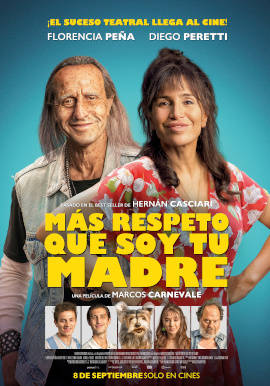 ¡EL SUCESO TEATRAL LLEGA AL CINE!
FLORENCIA PEÑA DIEGO PERETTI
BASADO EN EL BEST SELLER DE HERNÁN CASCIARI
MÁS RESPETO
QUE SOY TU
MADRE
UNA PELÍCULA DE MARCOS CARNEVALE
8 DE SEPTIEMBRE SOLO EN CINES